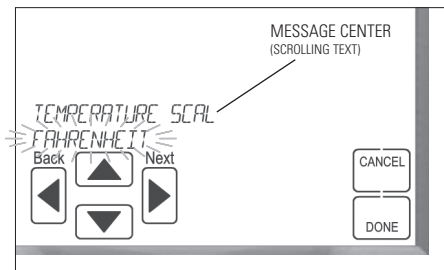 MESSAGE CENTER
(SCROLLING TEXT)
TEMPERATURE SCAL
FAHRENHEIT
Back
Next
CANCEL
DONE